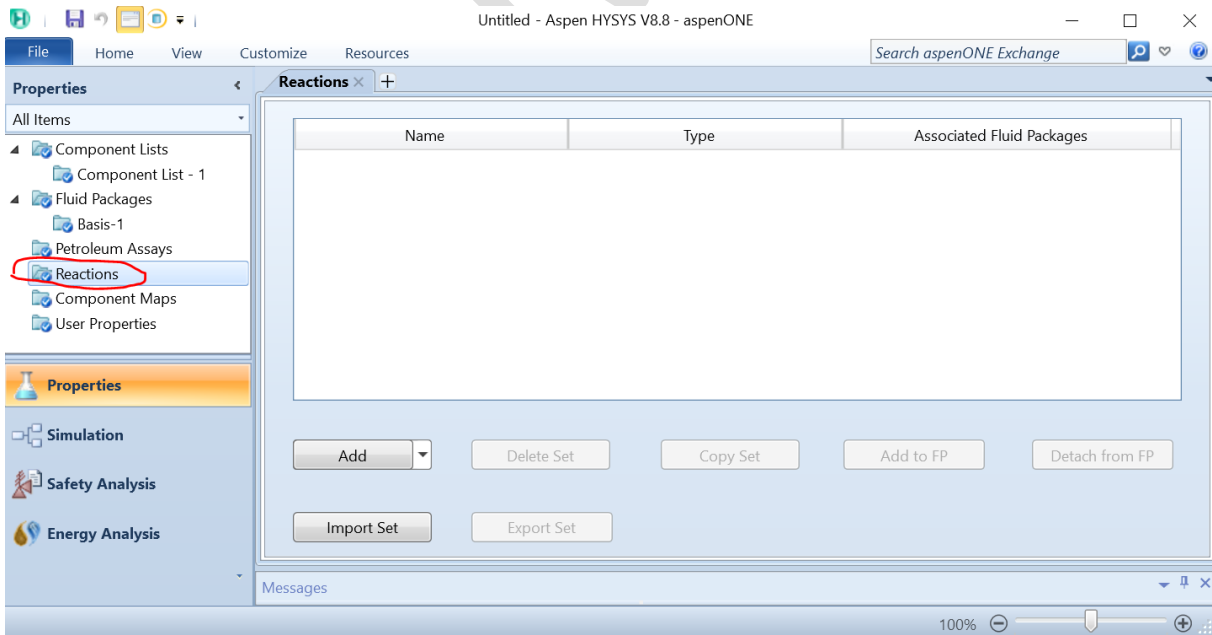 Untitled - Aspen HYSYS V8.8 - aspenONE
File Home View Customize Resources Search aspenONE Exchange
Properties
All Items
Component Lists
Component List - 1
Fluid Packages
Basis-1
Petroleum Assays
Reactions
Component Maps
User Properties
Properties
Simulation
Safety Analysis
Energy Analysis
Reactions
Name Type Associated Fluid Packages
Add Delete Set Copy Set Add to FP Detach from FP
Import Set Export Set
Messages
100%